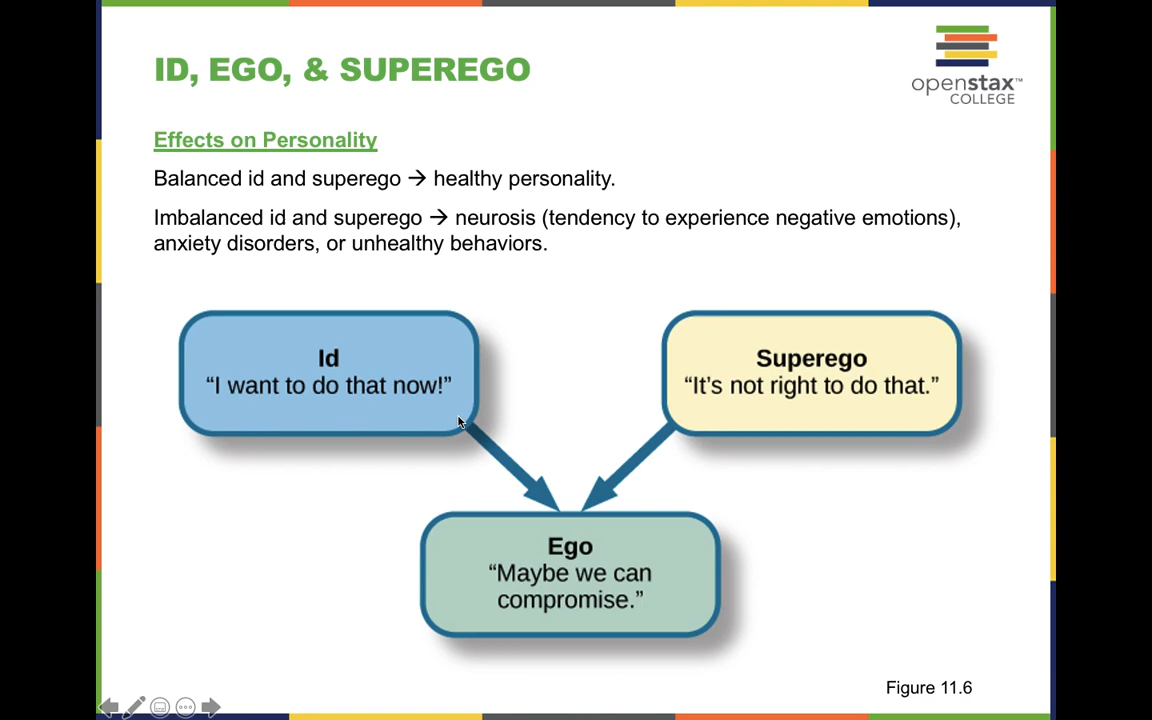 ID, EGO, & SUPEREGO
openstax™
COLLEGE
Effects on Personality
Balanced id and superego → healthy personality.
Imbalanced id and superego → neurosis (tendency to experience negative emotions),
anxiety disorders, or unhealthy behaviors.
Id
“I want to do that now!”
Superego
“It’s not right to do that.”
Ego
“Maybe we can
compromise.”
Figure 11.6